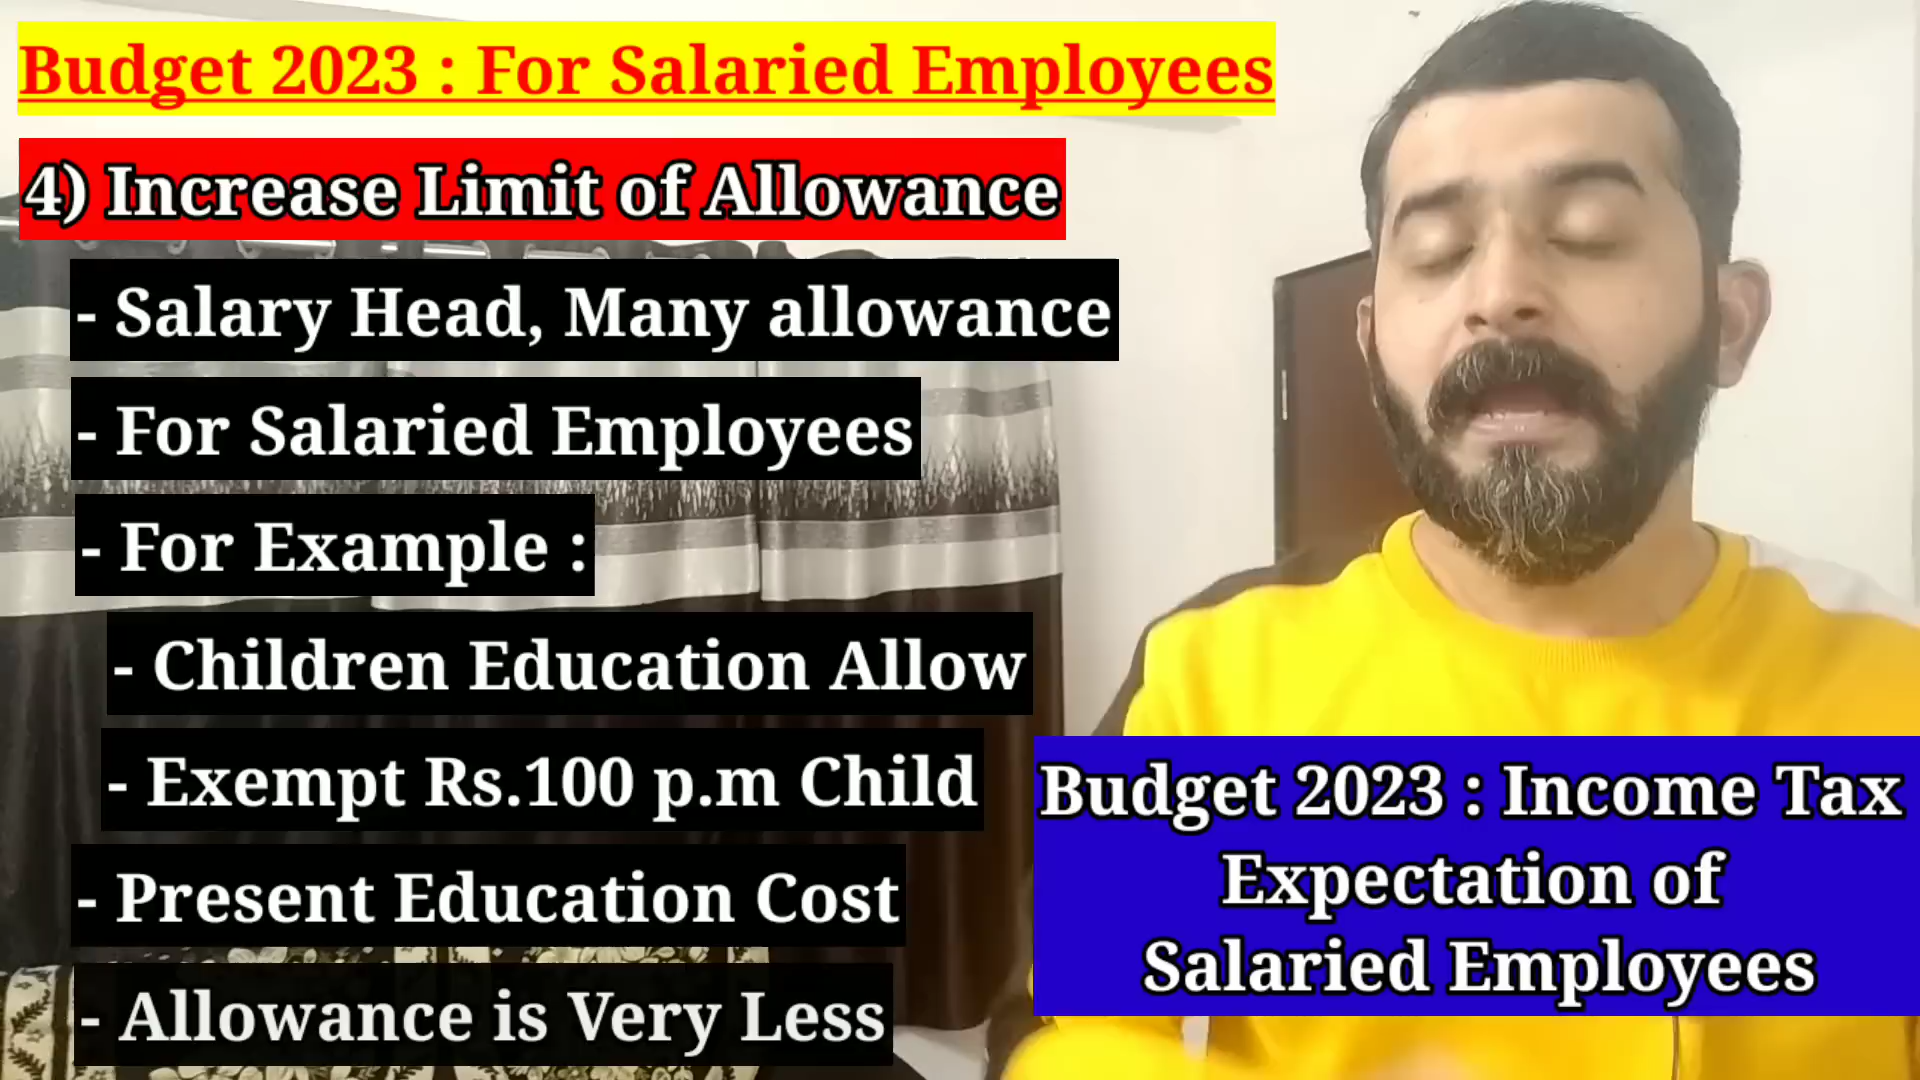 Budget 2023 : For Salaried Employees
4) Increase Limit of Allowance
- Salary Head, Many allowance
- For Salaried Employees
- For Example :
- Children Education Allow
- Exempt Rs.100 p.m Child
- Present Education Cost
- Allowance is Very Less
Budget 2023 : Income Tax
Expectation of
Salaried Employees